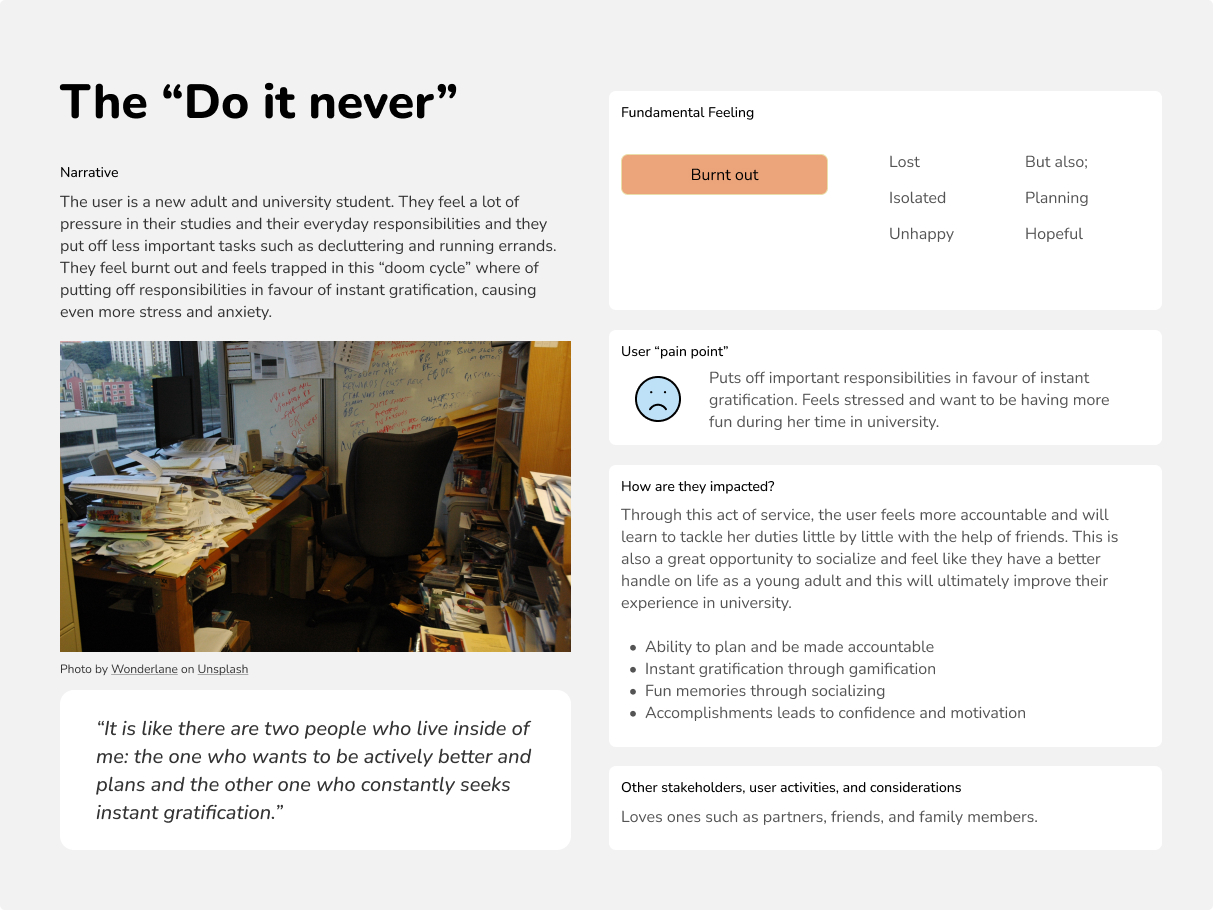 The “Do it never”
Narrative
The user is a new adult and university student. They feel a lot of
pressure in their studies and their everyday responsibilities and they
put off less important tasks such as decluttering and running errands.
They feel burnt out and feels trapped in this “doom cycle” where of
putting off responsibilities in favour of instant gratification, causing
even more stress and anxiety.
Photo by Wonderlane on Unsplash
“It is like there are two people who live inside of
me: the one who wants to be actively better and
plans and the other one who constantly seeks
instant gratification.”
Fundamental Feeling
Burnt out
Lost
Isolated
Unhappy
But also;
Planning
Hopeful
User “pain point”
Puts off important responsibilities in favour of instant
gratification. Feels stressed and want to be having more
fun during her time in university.
How are they impacted?
Through this act of service, the user feels more accountable and will
learn to tackle her duties little by little with the help of friends. This is
also a great opportunity to socialize and feel like they have a better
handle on life as a young adult and this will ultimately improve their
experience in university.
• Ability to plan and be made accountable
• Instant gratification through gamification
• Fun memories through socializing
• Accomplishments leads to confidence and motivation
Other stakeholders, user activities, and considerations
Loves ones such as partners, friends, and family members.